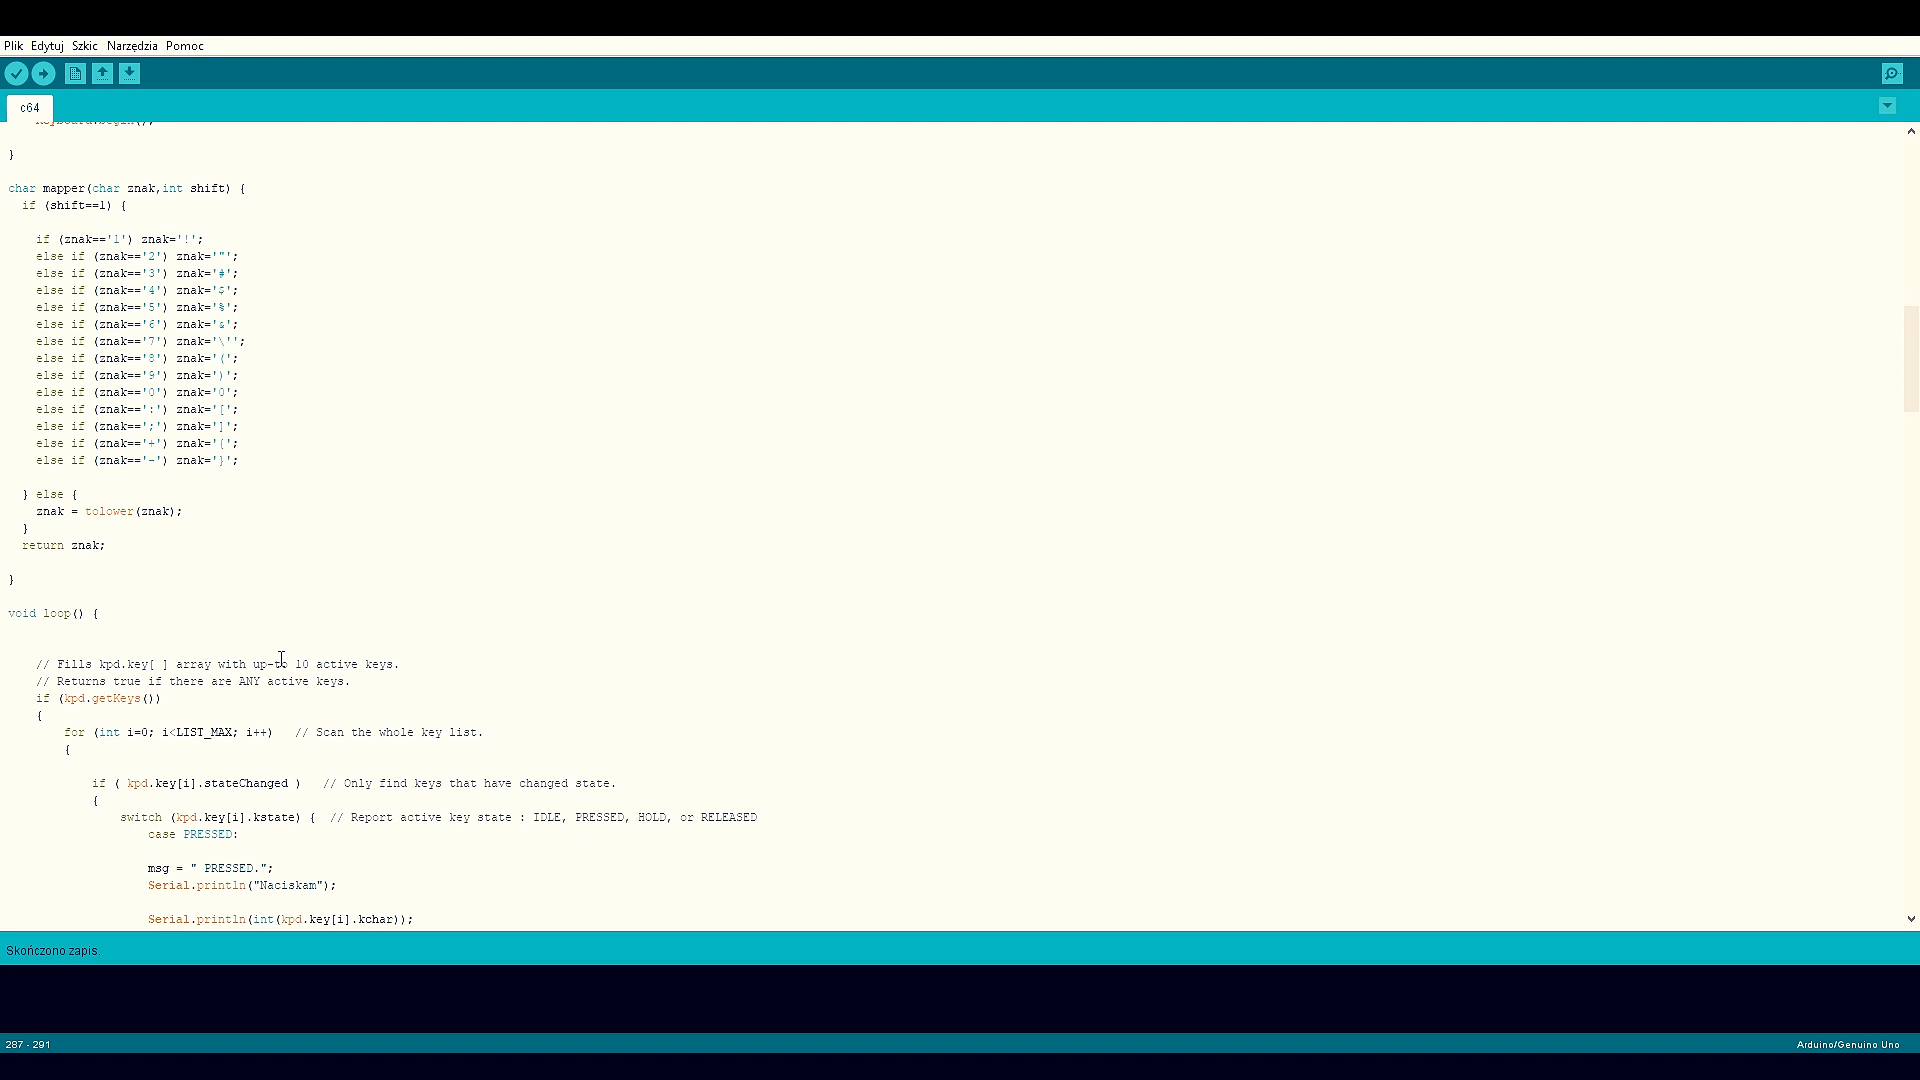 Plik Edytuj Szkic Narzędzia Pomoc
c64
Keyboard.begin();
}
char mapper(char znak,int shift) {
if (shift==1) {
if (znak=='1') znak='!';
else if (znak=='2') znak='"';
else if (znak=='3') znak='#';
else if (znak=='4') znak='$';
else if (znak=='5') znak='%';
else if (znak=='6') znak='&';
else if (znak=='7') znak='\'';
else if (znak=='8') znak='(';
else if (znak=='9') znak=')';
else if (znak=='0') znak='0';
else if (znak==':') znak='[';
else if (znak==';') znak=']';
else if (znak=='+') znak='{';
else if (znak=='-') znak='}';
} else {
znak = tolower(znak);
}
return znak;
}
void loop() {
// Fills kpd.key[ ] array with up-to 10 active keys.
// Returns true if there are ANY active keys.
if (kpd.getKeys())
{
for (int i=0; i<LIST_MAX; i++) // Scan the whole key list.
{
if ( kpd.key[i].stateChanged ) // Only find keys that have changed state.
{
switch (kpd.key[i].kstate) { // Report active key state : IDLE, PRESSED, HOLD, or RELEASED
case PRESSED:
msg = " PRESSED.";
Serial.println("Naciskam");
Serial.println(int(kpd.key[i].kchar));
Skończono zapis.
287 - 291
Arduino/Genuino Uno